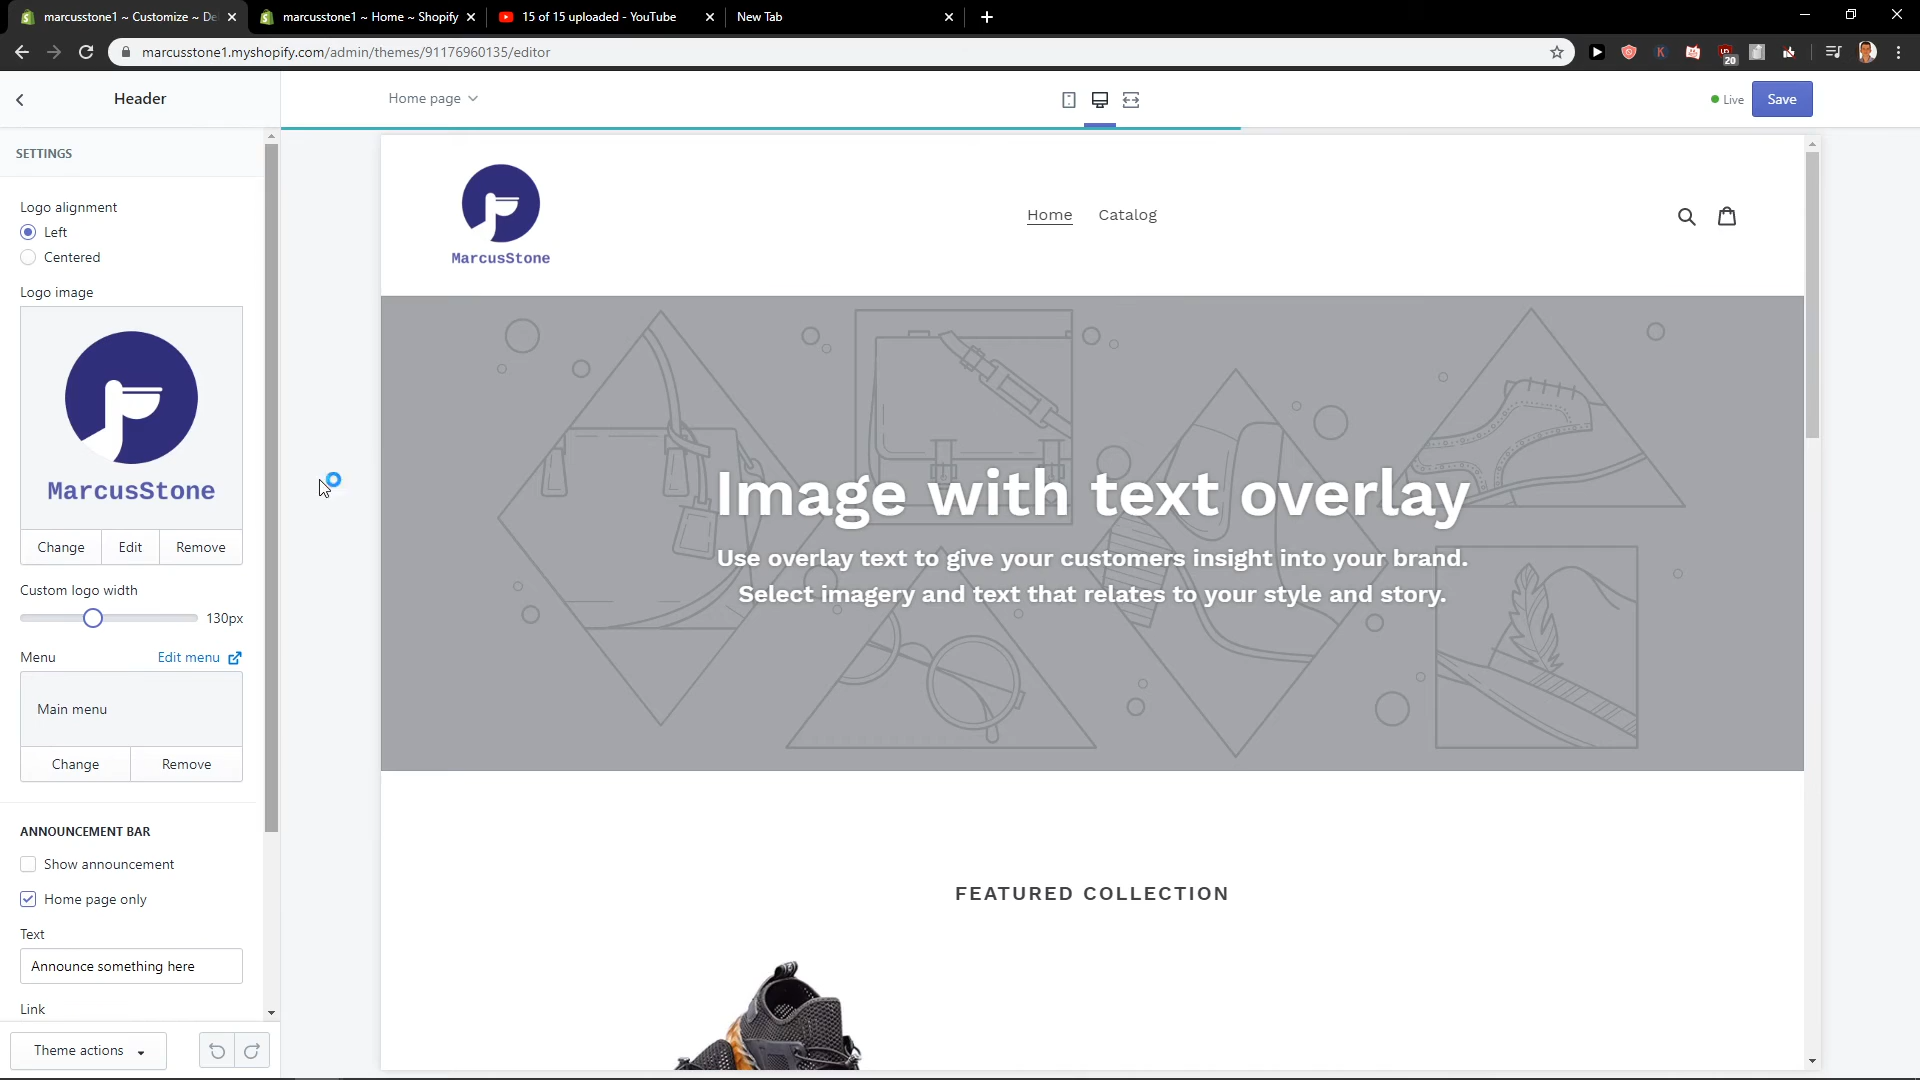 marcusstone1 ~ Customize ~ De
marcusstone1 ~ Home ~ Shopify
15 of 15 uploaded - YouTube
New Tab
marcusstone1.myshopify.com/admin/themes/91176960135/editor
20
Header
Home page
Live
Save
SETTINGS
Logo alignment
Left
Centered
Logo image
MarcusStone
Change
Edit
Remove
Custom logo width
130px
Menu
Edit menu
Main menu
Change
Remove
ANNOUNCEMENT BAR
Show announcement
Home page only
Text
Announce something here
Link
Theme actions
MarcusStone
Home
Catalog
Image with text overlay
Use overlay text to give your customers insight into your brand.
Select imagery and text that relates to your style and story.
FEATURED COLLECTION